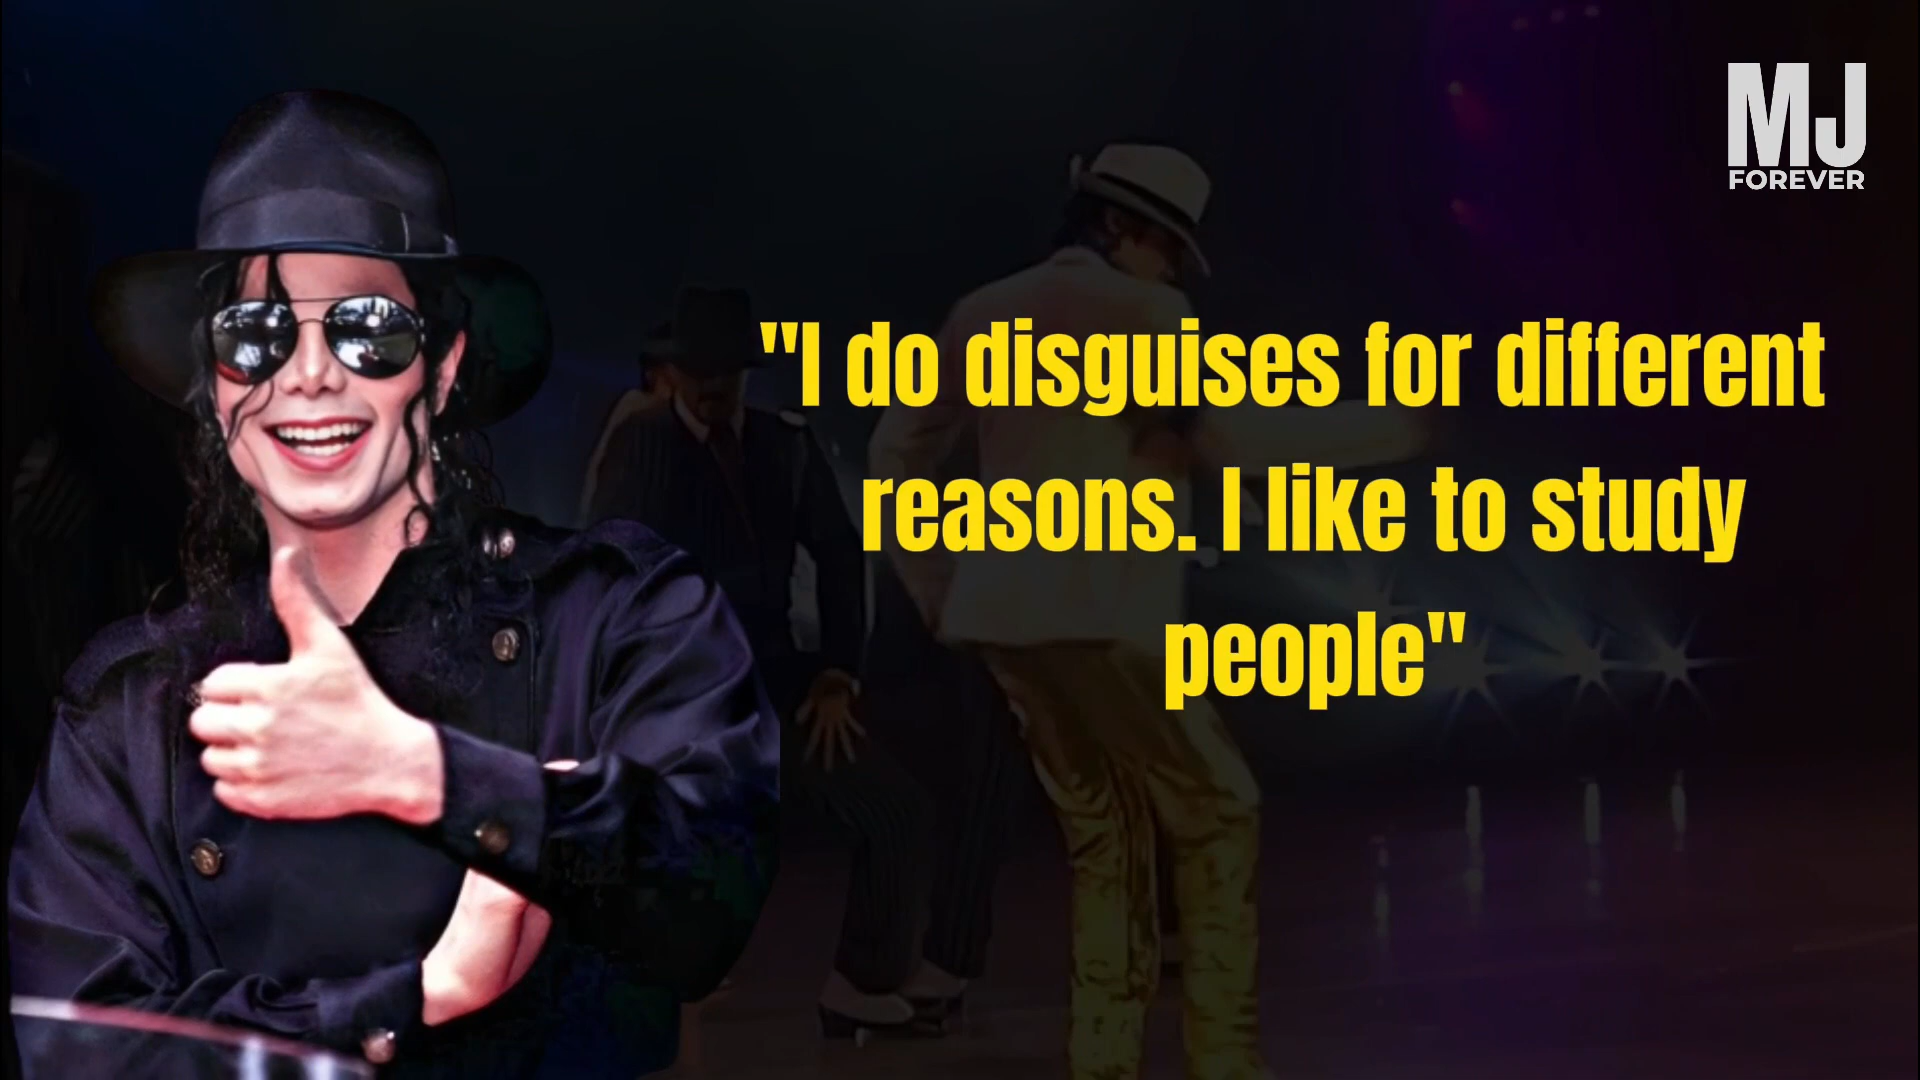 MJ
FOREVER
"I do disguises for different
reasons. I like to study
people"